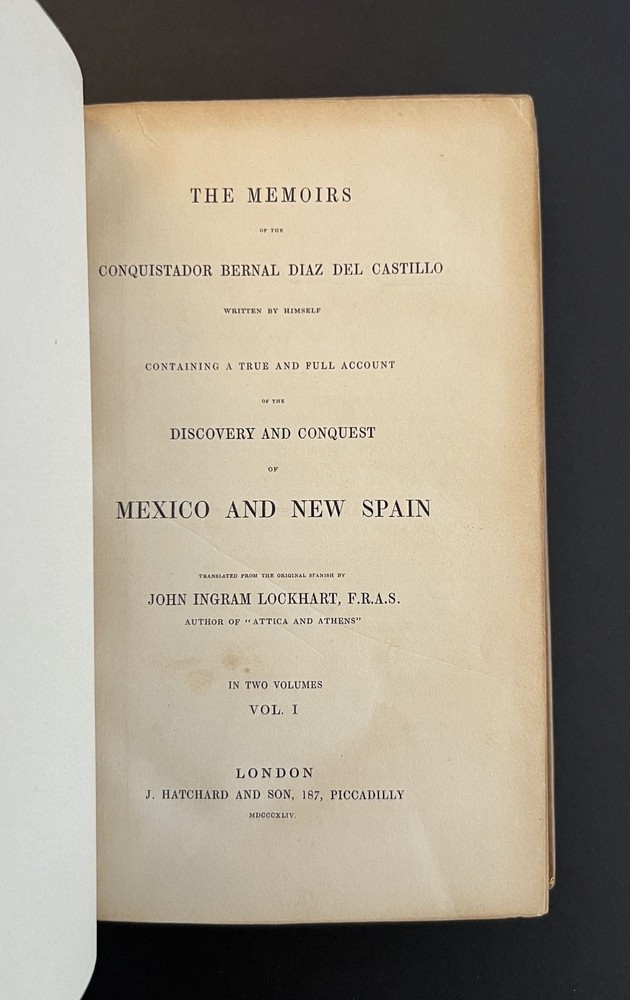 THE MEMOIRS
OF THE
CONQUISTADOR BERNAL DIAZ DEL CASTILLO
WRITTEN BY HIMSELF
CONTAINING A TRUE AND FULL ACCOUNT
OF THE
DISCOVERY AND CONQUEST
OF
MEXICO AND NEW SPAIN
TRANSLATED FROM THE ORIGINAL SPANISH BY
JOHN INGRAM LOCKHART, F.R.A.S.
AUTHOR OF "ATTICA AND ATHENS"
IN TWO VOLUMES
VOL. I
LONDON
J. HATCHARD AND SON, 187, PICCADILLY
MDCCCXLIV.